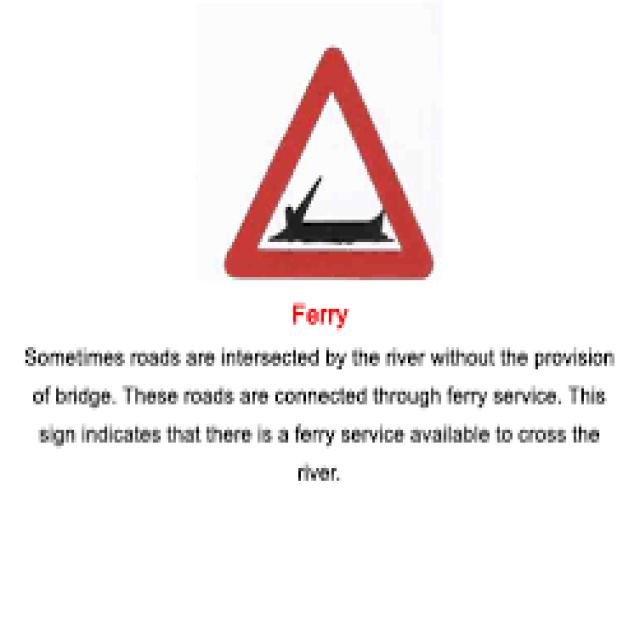 Ferry
Sometimes roads are intersected by the river without the provision
of bridge. These roads are connected through ferry service. This
sign indicates that there is a ferry service available to cross the
river.